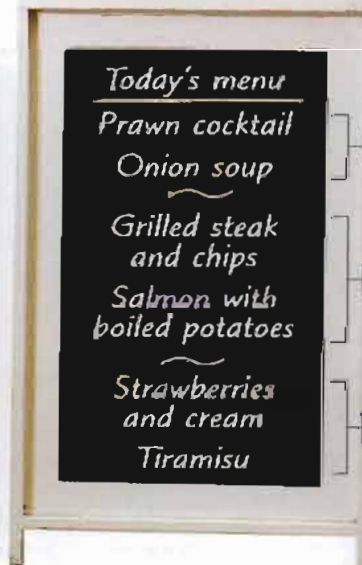 Today's menu
Prawn cocktail
Onion soup
Grilled steak
and chips
Salmon with
boiled potatoes
Strawberries
and cream
Tiramisu